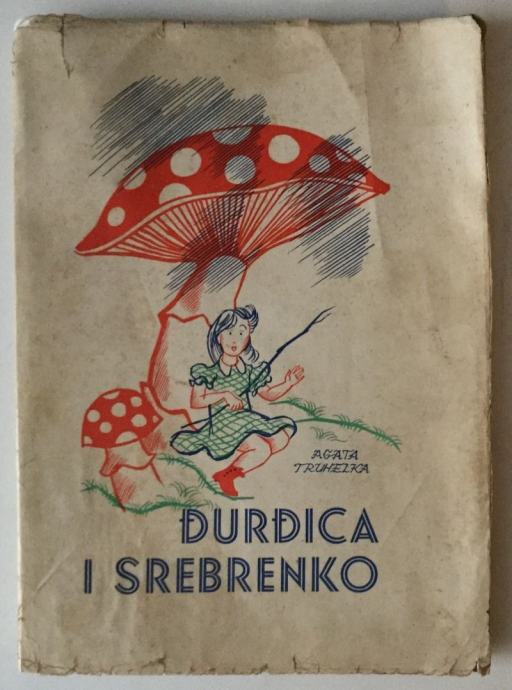 AGATA
TRUHELKA
ĐURĐICA
I SREBRENKO